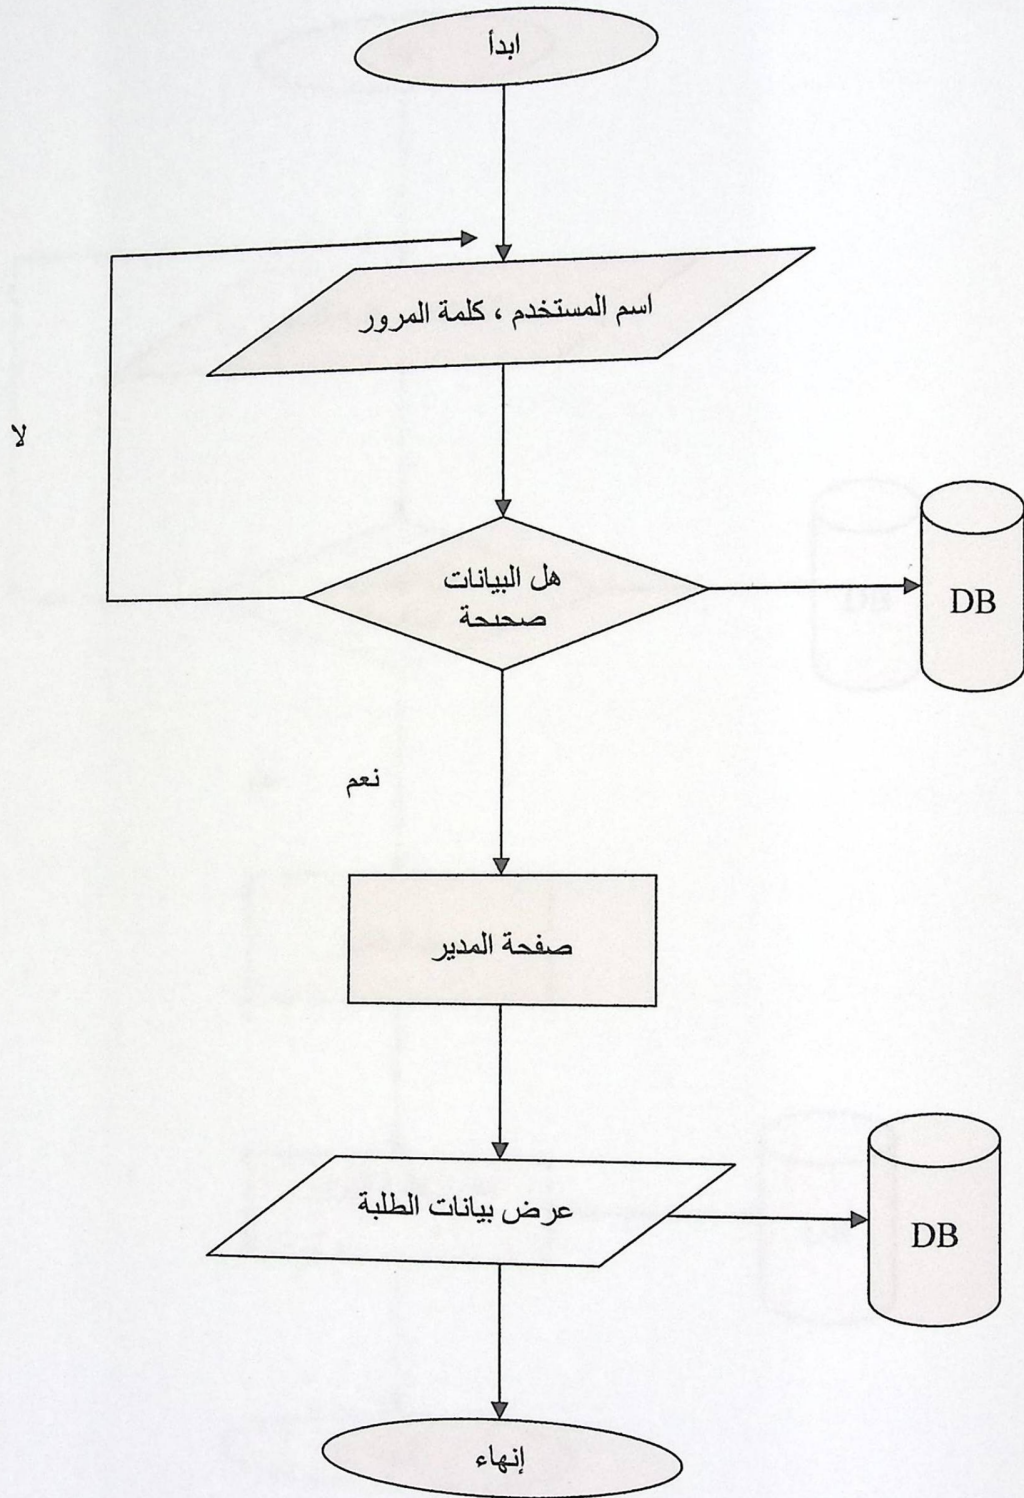 ابدأ
اسم المستخدم ، كلمة المرور
لا
هل البيانات
صحيحة
DB
نعم
صفحة المدير
عرض بيانات الطلبة
DB
إنهاء